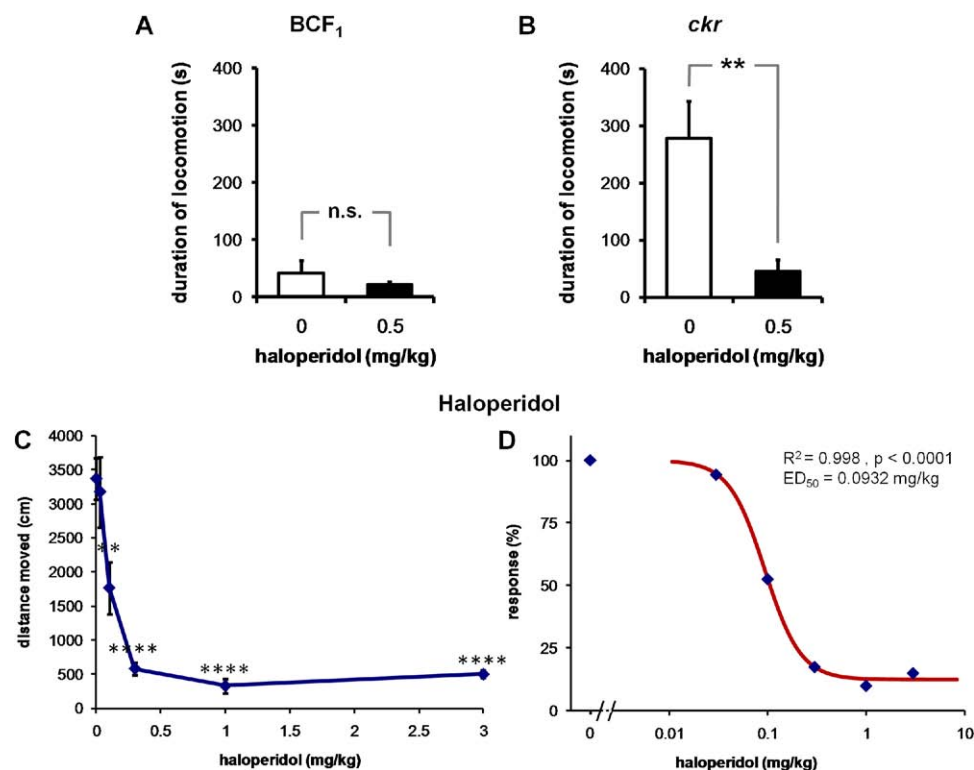 A
BCF1
duration of locomotion (s)
400
300
200
100
0
n.s.
0
0.5
haloperidol (mg/kg)
B
ckr
duration of locomotion (s)
400
300
200
100
0
**
0
0.5
haloperidol (mg/kg)
Haloperidol
C
distance moved (cm)
4000
3500
3000
2500
2000
1500
1000
500
0
**
****
****
****
0
0.5
1
1.5
2
2.5
3
haloperidol (mg/kg)
D
response (%)
100
75
50
25
0
R2 = 0.998 , p < 0.0001
ED50 = 0.0932 mg/kg
0
0.01
0.1
1
10
haloperidol (mg/kg)